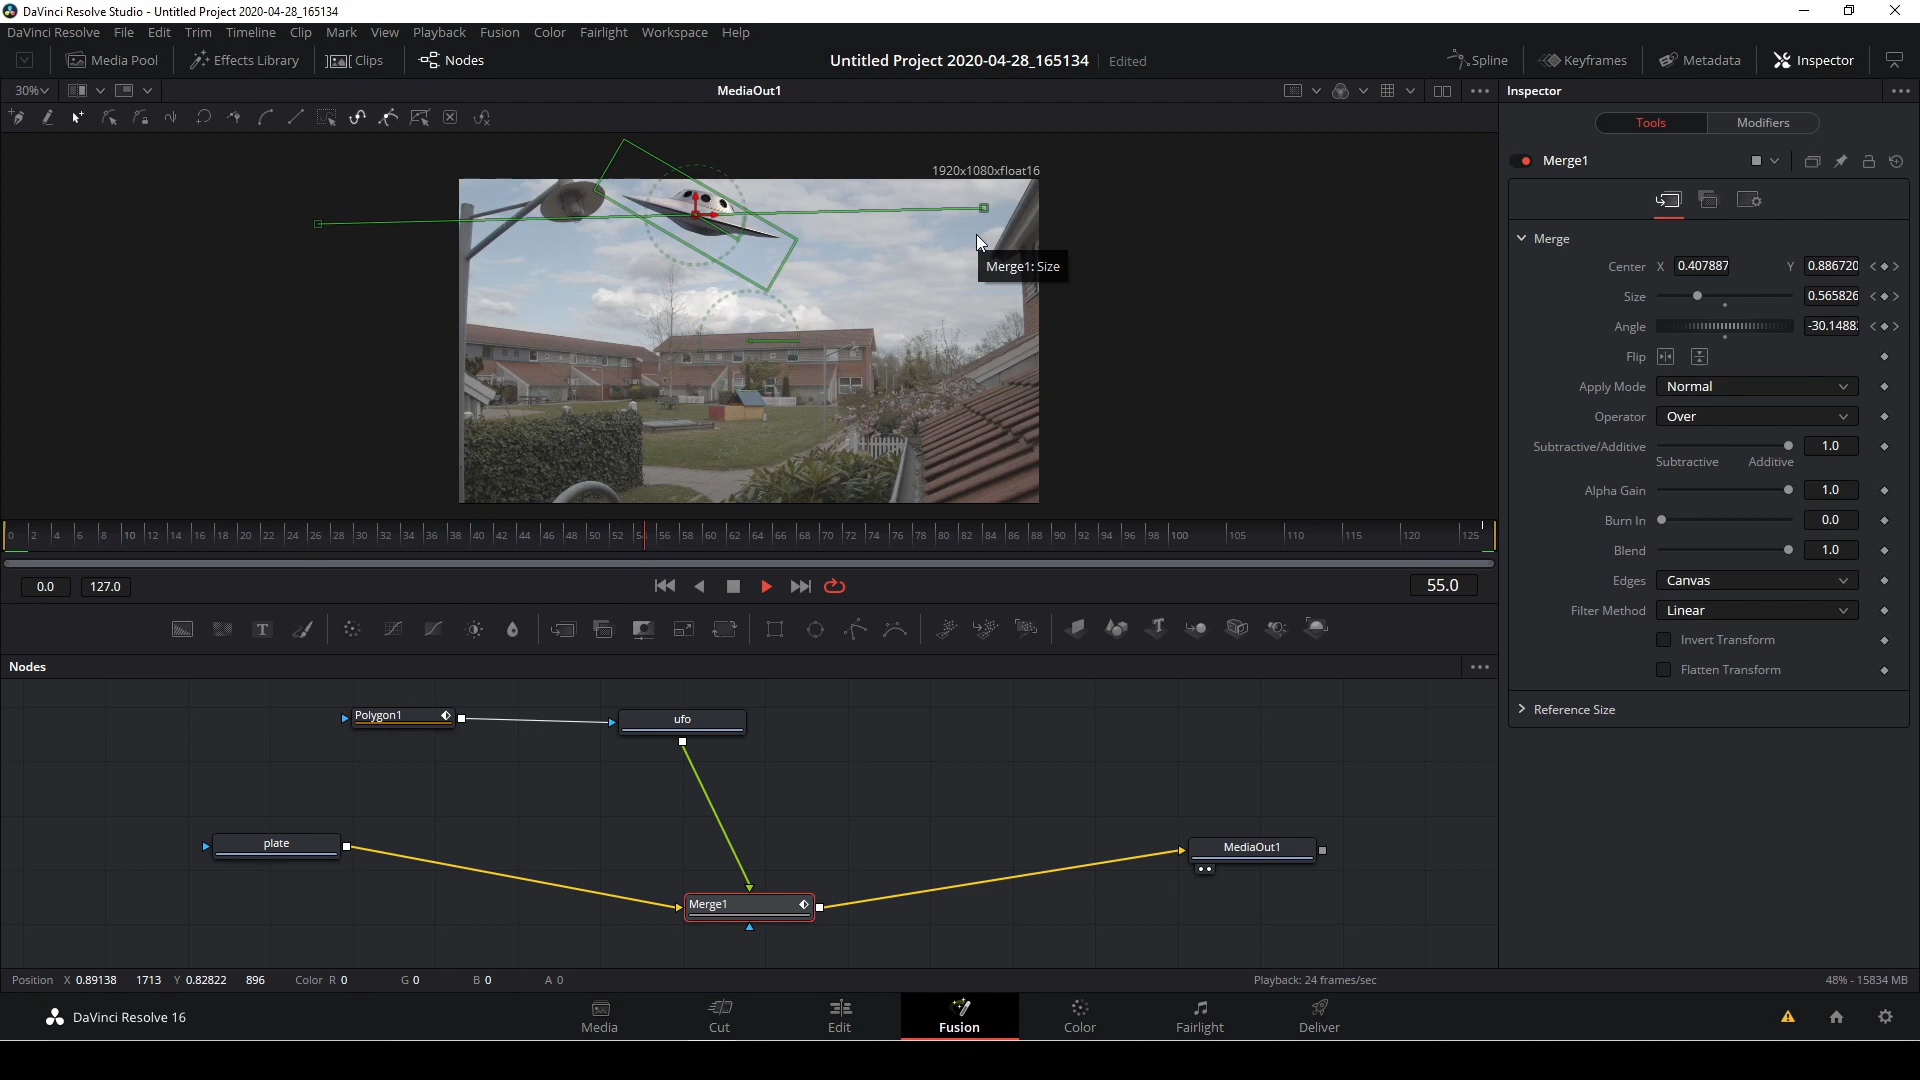 DaVinci Resolve Studio - Untitled Project 2020-04-28_165134
DaVinci Resolve File Edit Trim Timeline Clip Mark View Playback Fusion Color Fairlight Workspace Help
Media Pool Effects Library Clips Nodes Untitled Project 2020-04-28_165134 Edited Spline Keyframes Metadata Inspector
30% MediaOut1 Inspector
Tools Modifiers
Merge1
1920x1080xfloat16
Merge1: Size
Merge
Center X 0.407887 Y 0.886720
Size 0.565826
Angle -30.1488
Flip
Apply Mode Normal
Operator Over
Subtractive/Additive 1.0
Subtractive Additive
Alpha Gain 1.0
Burn In 0.0
Blend 1.0
Edges Canvas
Filter Method Linear
Invert Transform
Flatten Transform
Reference Size
0 2 4 6 8 10 12 14 16 18 20 22 24 26 28 30 32 34 36 38 40 42 44 46 48 50 52 54 56 58 60 62 64 66 68 70 72 74 76 78 80 82 84 86 88 90 92 94 96 98 100 105 110 115 120 125
0.0 127.0 55.0
Nodes
Polygon1
ufo
plate
MediaOut1
Merge1
Position X 0.89138 1713 Y 0.82822 896 Color R 0 G 0 B 0 A 0 Playback: 24 frames/sec 48% - 15834 MB
DaVinci Resolve 16 Media Cut Edit Fusion Color Fairlight Deliver